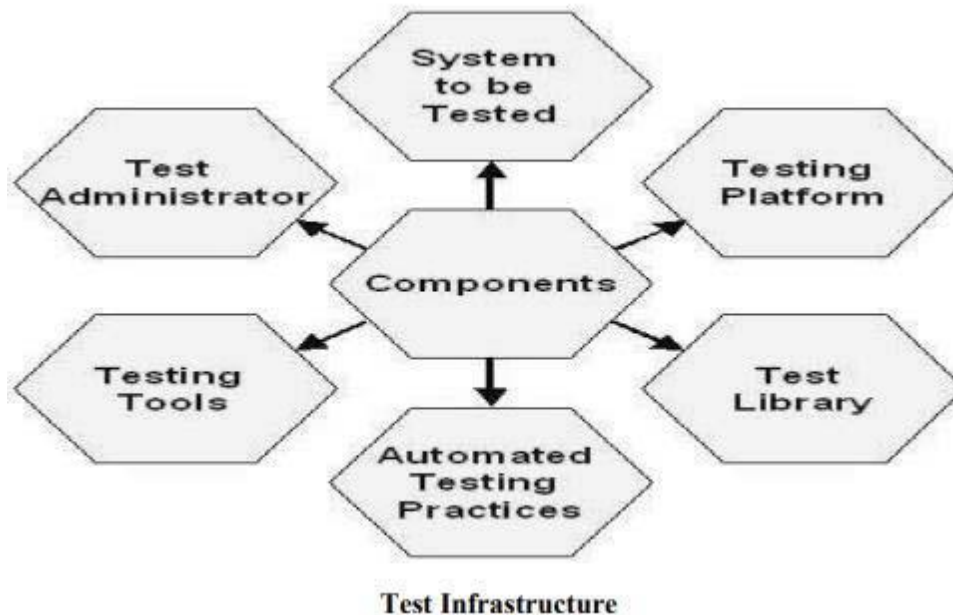 System
to be
Tested
Test
Administrator
Testing
Platform
Components
Testing
Tools
Test
Library
Automated
Testing
Practices
Test Infrastructure